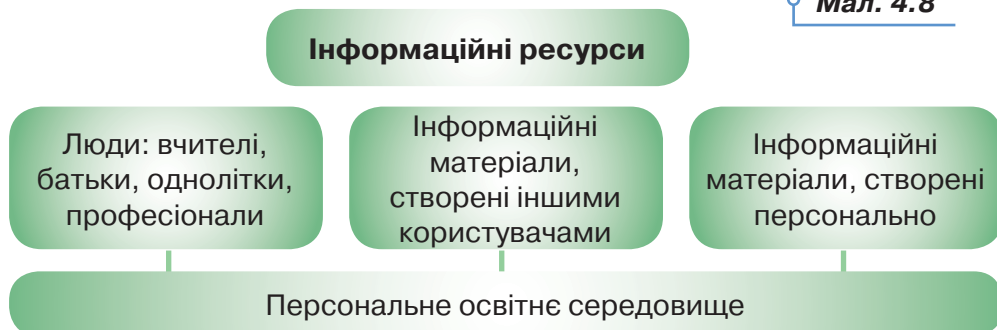 Мал. 4.8
Інформаційні ресурси
Люди: вчителі,
батьки, однолітки,
професіонали
Інформаційні
матеріали,
створені іншими
користувачами
Інформаційні
матеріали, створені
персонально
Персональне освітнє середовище